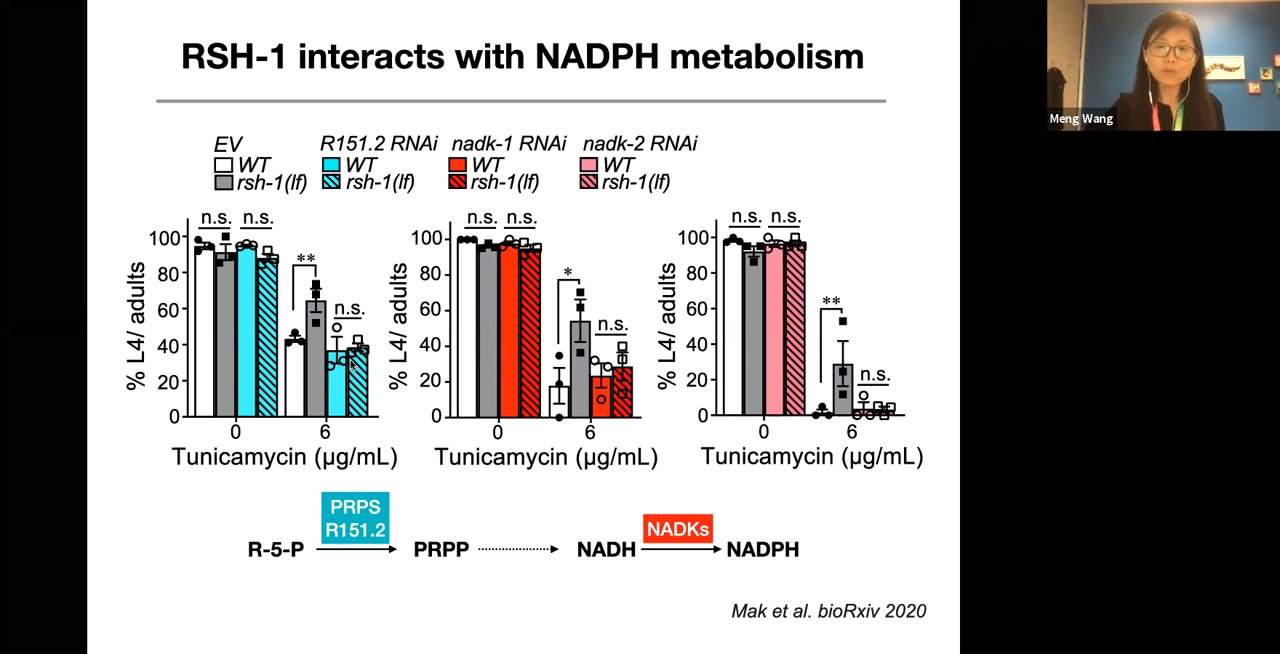 RSH-1 interacts with NADPH metabolism
Meng Wang
EV R151.2 RNAi nadk-1 RNAi nadk-2 RNAi
WT WT WT WT
rsh-1(lf) rsh-1(lf) rsh-1(lf) rsh-1(lf)
% L4/ adults
100
80
60
40
20
0
n.s. n.s.
**
n.s.
0 6
Tunicamycin (µg/mL)
% L4/ adults
100
80
60
40
20
0
n.s. n.s.
*
n.s.
0 6
Tunicamycin (µg/mL)
% L4/ adults
100
80
60
40
20
0
n.s. n.s.
**
n.s.
0 6
Tunicamycin (µg/mL)
PRPS
R151.2
NADKs
R-5-P PRPP NADH NADPH
Mak et al. bioRxiv 2020